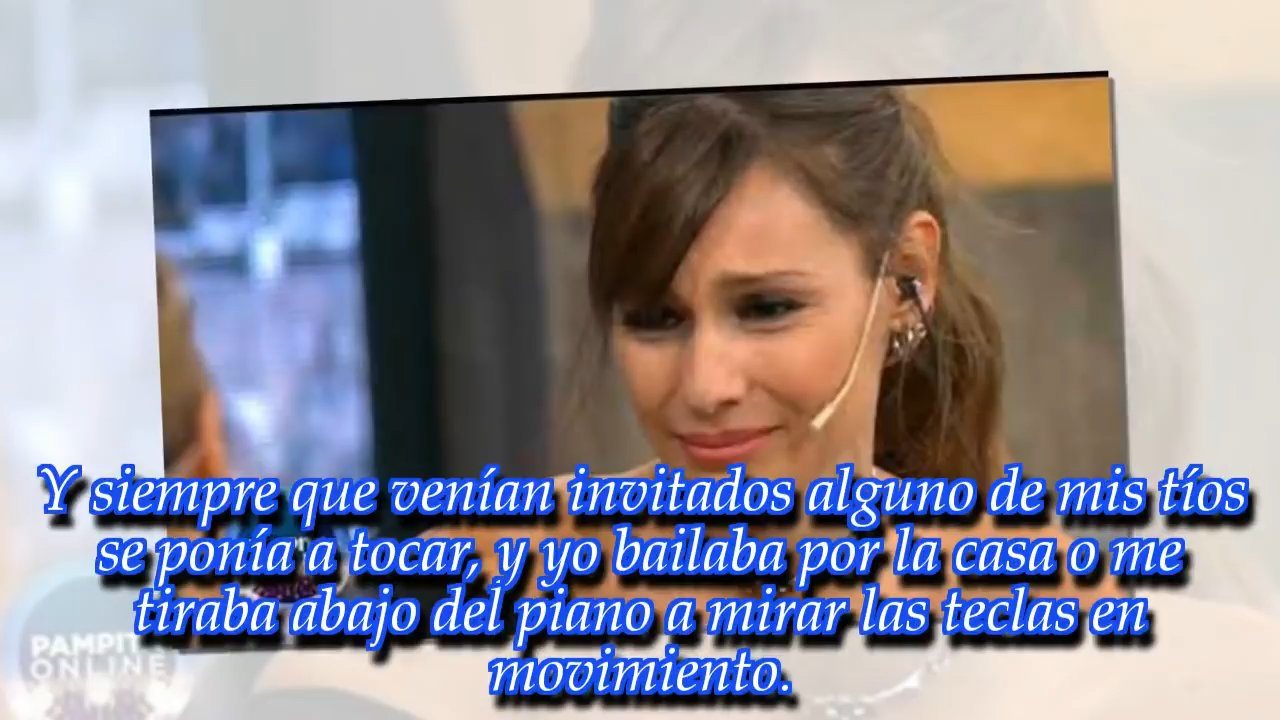 Y siempre que venían invitados alguno de mis tíos
se ponía a tocar, y yo bailaba por la casa o me
tiraba abajo del piano a mirar las teclas en
movimiento.
PAMPITA
ONLINE